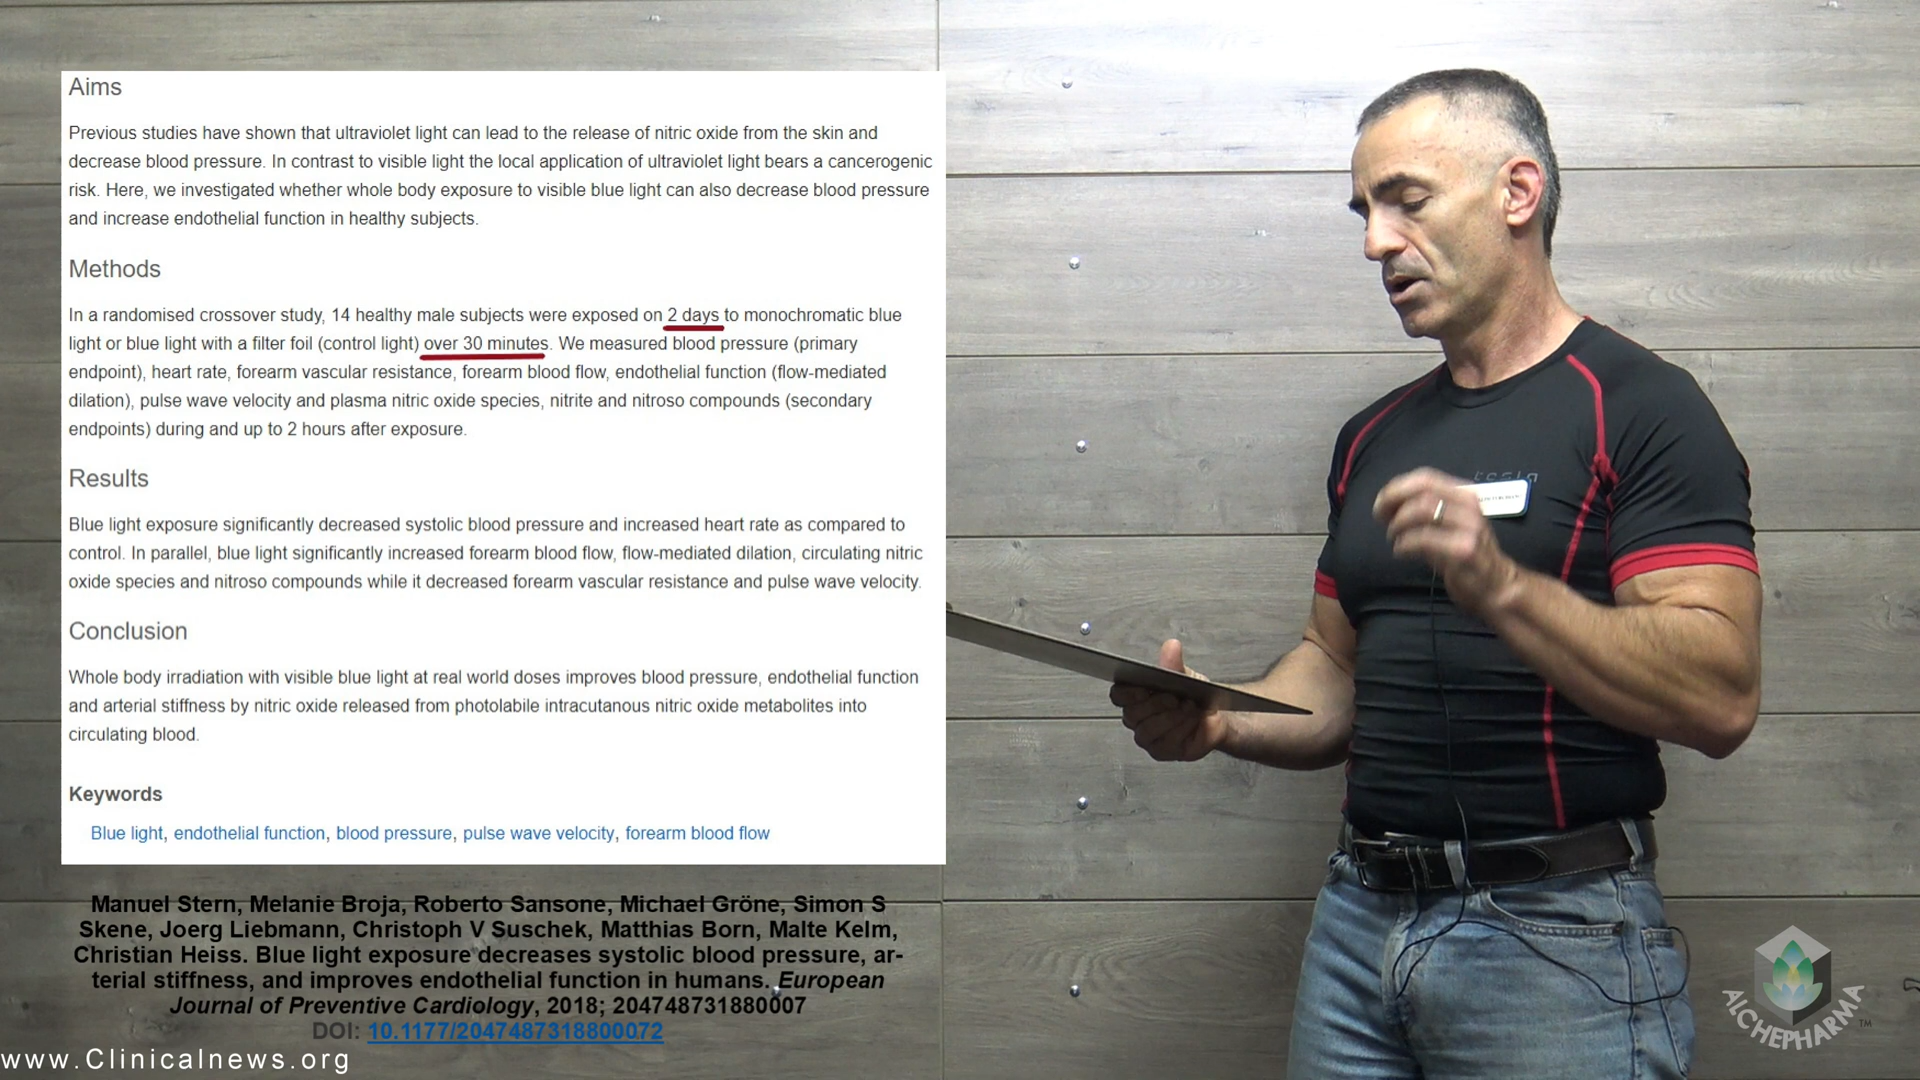 Aims
Previous studies have shown that ultraviolet light can lead to the release of nitric oxide from the skin and
decrease blood pressure. In contrast to visible light the local application of ultraviolet light bears a cancerogenic
risk. Here, we investigated whether whole body exposure to visible blue light can also decrease blood pressure
and increase endothelial function in healthy subjects.
Methods
In a randomised crossover study, 14 healthy male subjects were exposed on 2 days to monochromatic blue
light or blue light with a filter foil (control light) over 30 minutes. We measured blood pressure (primary
endpoint), heart rate, forearm vascular resistance, forearm blood flow, endothelial function (flow-mediated
dilation), pulse wave velocity and plasma nitric oxide species, nitrite and nitroso compounds (secondary
endpoints) during and up to 2 hours after exposure.
Results
Blue light exposure significantly decreased systolic blood pressure and increased heart rate as compared to
control. In parallel, blue light significantly increased forearm blood flow, flow-mediated dilation, circulating nitric
oxide species and nitroso compounds while it decreased forearm vascular resistance and pulse wave velocity.
Conclusion
Whole body irradiation with visible blue light at real world doses improves blood pressure, endothelial function
and arterial stiffness by nitric oxide released from photolabile intracutanous nitric oxide metabolites into
circulating blood.
Keywords
Blue light, endothelial function, blood pressure, pulse wave velocity, forearm blood flow
Manuel Stern, Melanie Broja, Roberto Sansone, Michael Gröne, Simon S
Skene, Joerg Liebmann, Christoph V Suschek, Matthias Born, Malte Kelm,
Christian Heiss. Blue light exposure decreases systolic blood pressure, ar-
terial stiffness, and improves endothelial function in humans. European
Journal of Preventive Cardiology, 2018; 204748731880007
DOI: 10.1177/2047487318800072
www.Clinicalnews.org
ALCHEPHARMA™